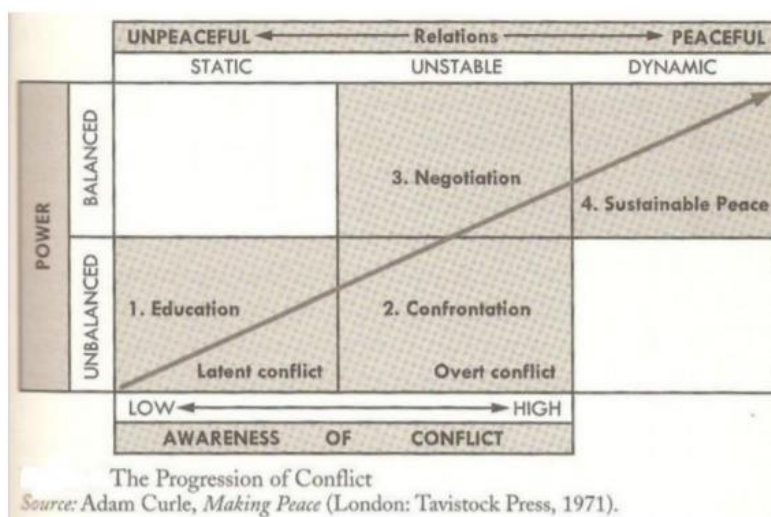 UNPEACEFUL Relations PEACEFUL
STATIC UNSTABLE DYNAMIC
POWER
BALANCED
UNBALANCED
3. Negotiation
4. Sustainable Peace
1. Education
2. Confrontation
Latent conflict
Overt conflict
LOW HIGH
AWARENESS OF CONFLICT
The Progression of Conflict
Source: Adam Curle, Making Peace (London: Tavistock Press, 1971).